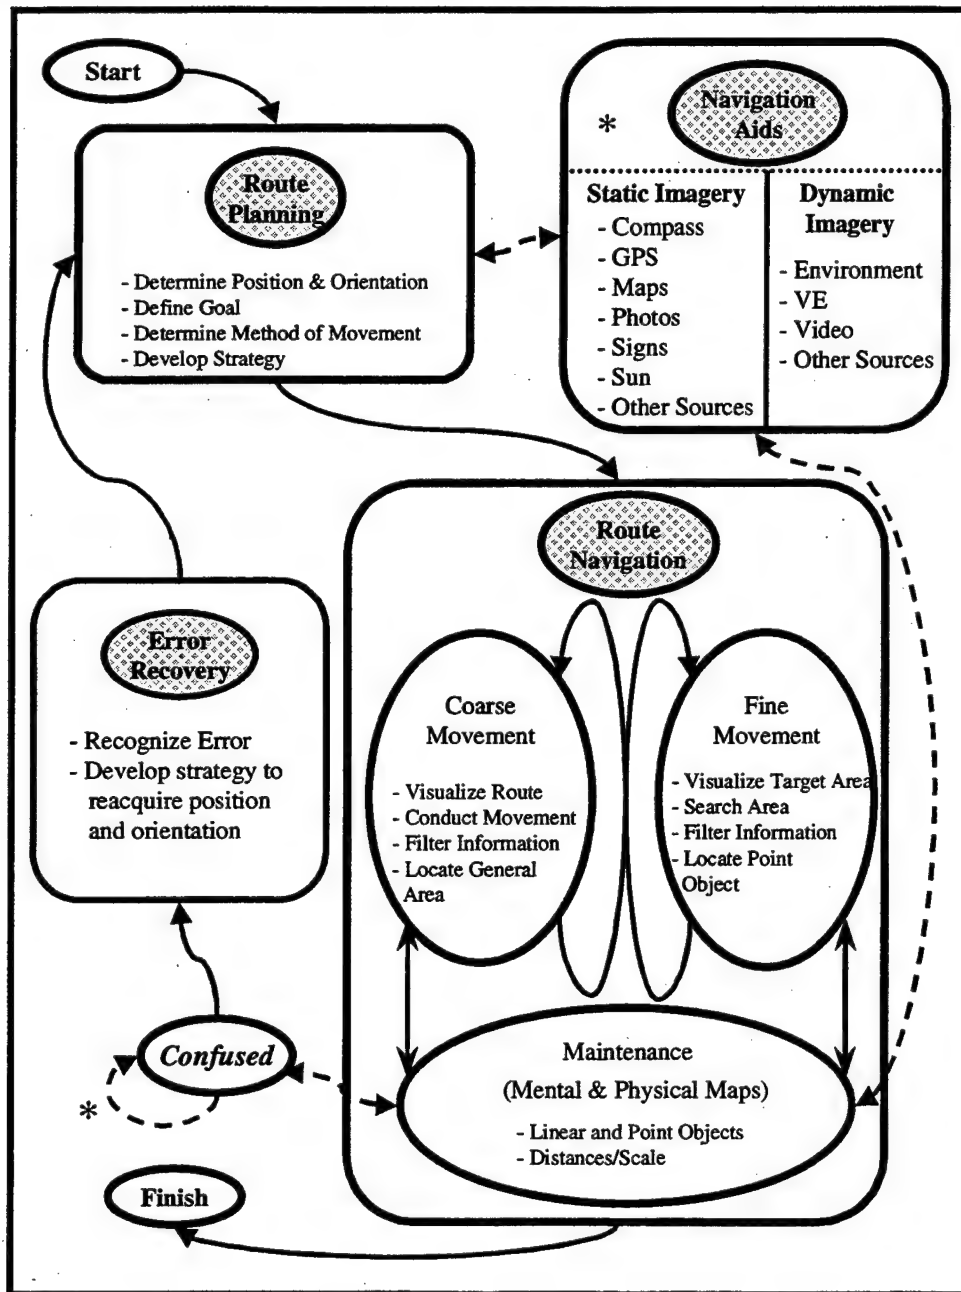 Start
Route
Planning
- Determine Position & Orientation
- Define Goal
- Determine Method of Movement
- Develop Strategy
*
Navigation
Aids
Static Imagery
- Compass
- GPS
- Maps
- Photos
- Signs
- Sun
- Other Sources
Dynamic
Imagery
- Environment
- VE
- Video
- Other Sources
Route
Navigation
Coarse
Movement
- Visualize Route
- Conduct Movement
- Filter Information
- Locate General
Area
Fine
Movement
- Visualize Target Area
- Search Area
- Filter Information
- Locate Point
Object
Maintenance
(Mental & Physical Maps)
- Linear and Point Objects
- Distances/Scale
Error
Recovery
- Recognize Error
- Develop strategy to
reacquire position
and orientation
Confused
*
Finish